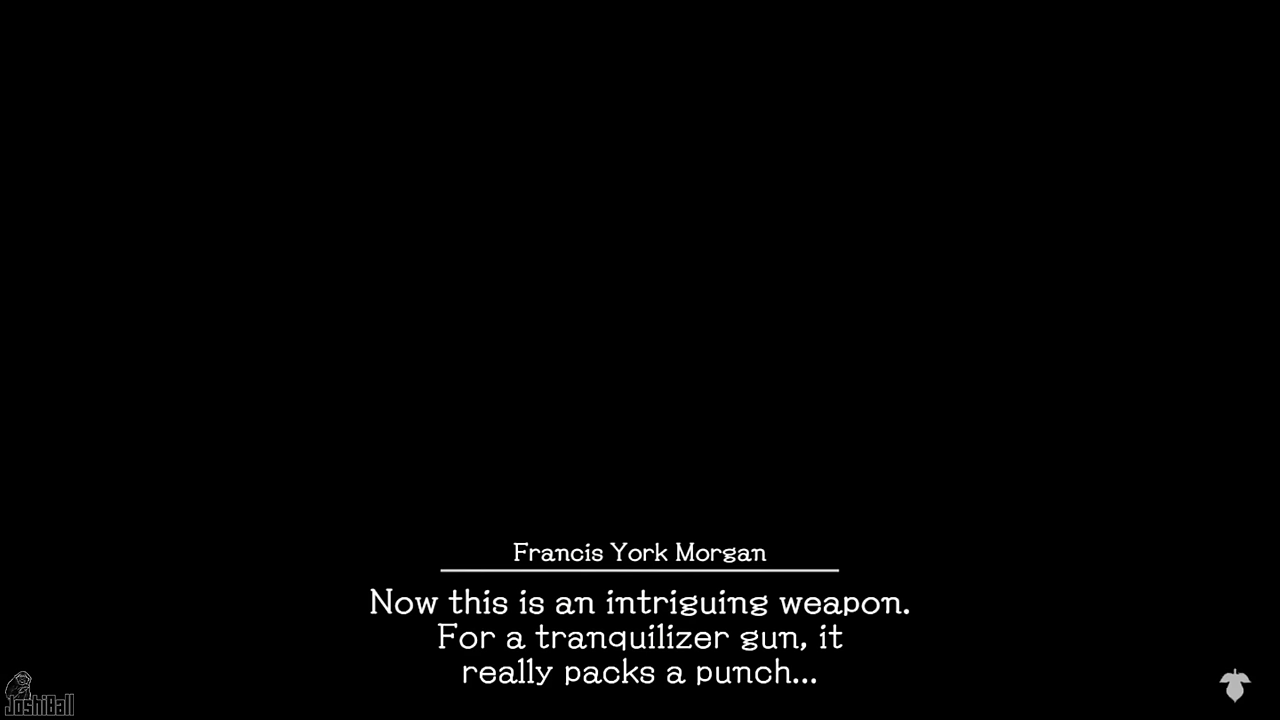 Francis York Morgan
Now this is an intriguing weapon.
For a tranquilizer gun, it
really packs a punch...
JoshiBall